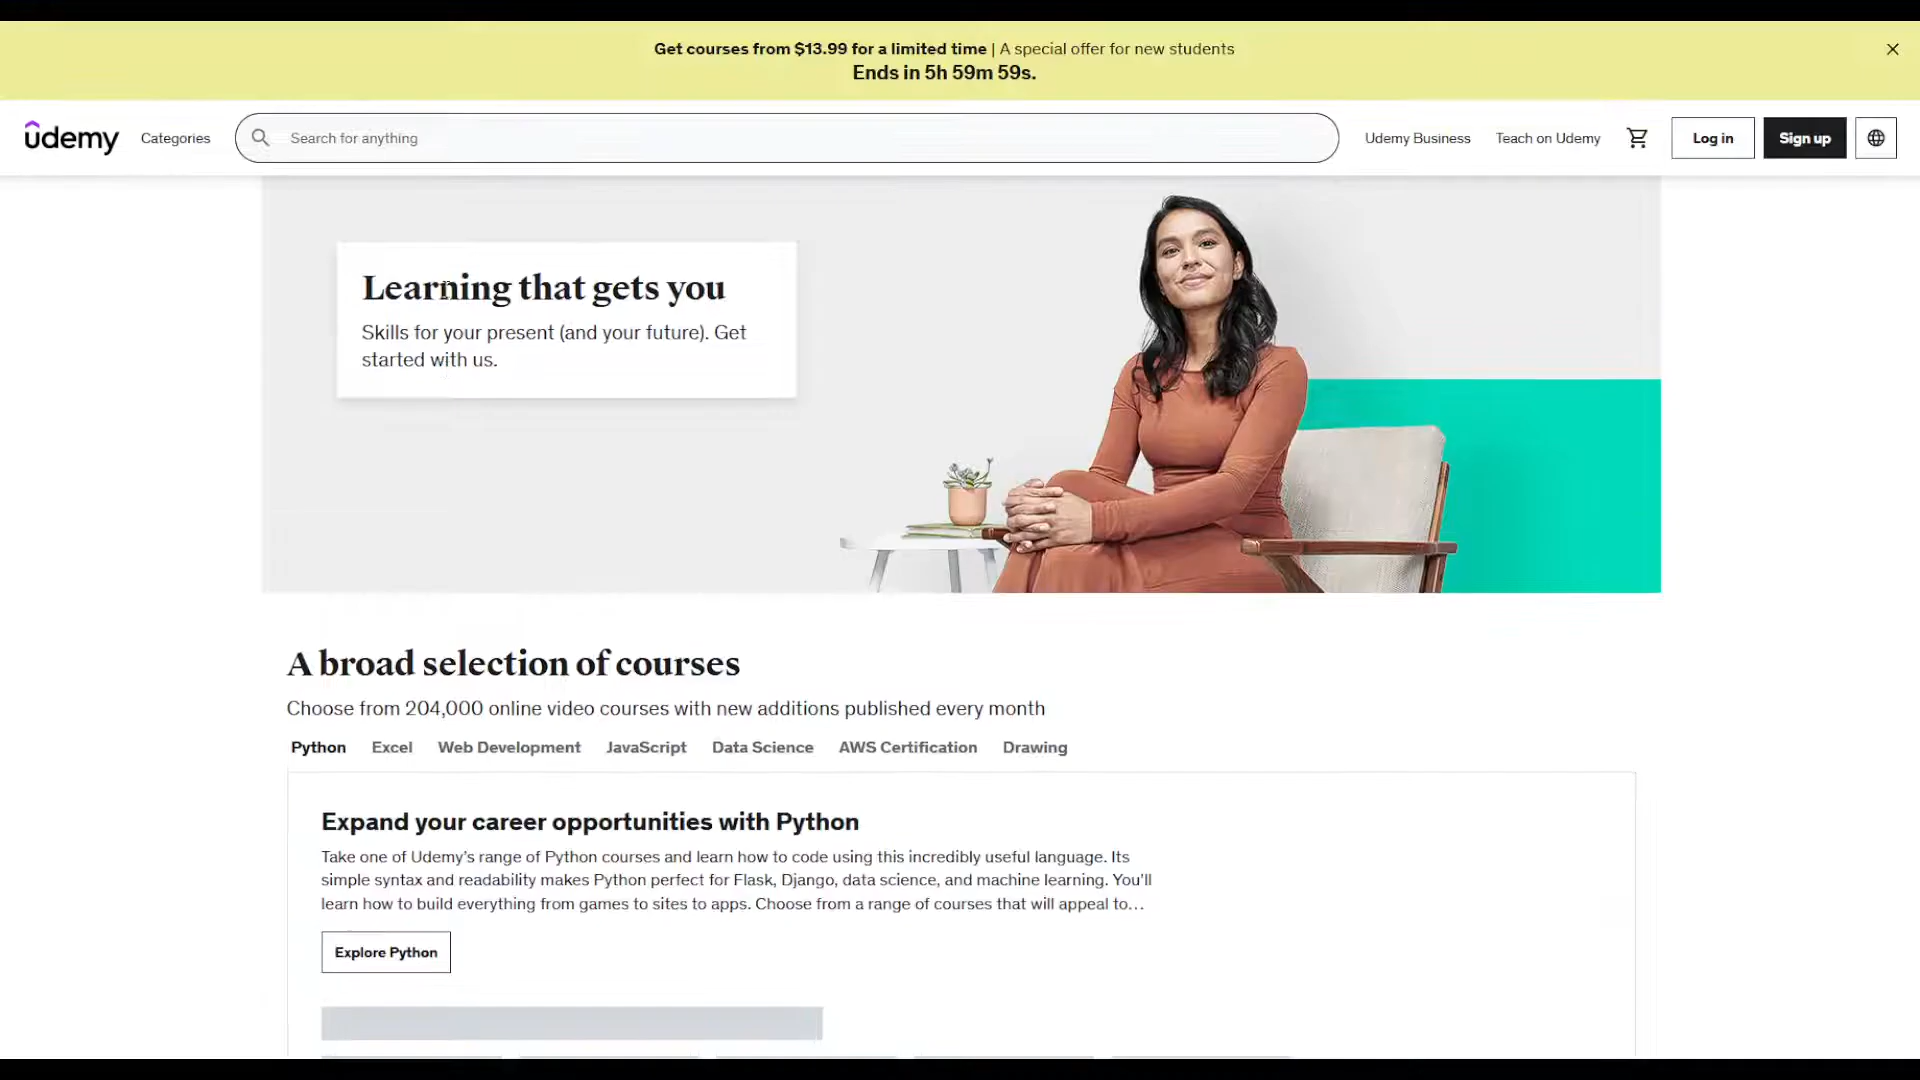 Get courses from $13.99 for a limited time | A special offer for new students
Ends in 5h 59m 59s.
ûdemy
Categories
Search for anything
Udemy Business
Teach on Udemy
Log in
Sign up
Learning that gets you
Skills for your present (and your future). Get
started with us.
A broad selection of courses
Choose from 204,000 online video courses with new additions published every month
Python
Excel
Web Development
JavaScript
Data Science
AWS Certification
Drawing
Expand your career opportunities with Python
Take one of Udemy's range of Python courses and learn how to code using this incredibly useful language. Its
simple syntax and readability makes Python perfect for Flask, Django, data science, and machine learning. You'll
learn how to build everything from games to sites to apps. Choose from a range of courses that will appeal to...
Explore Python